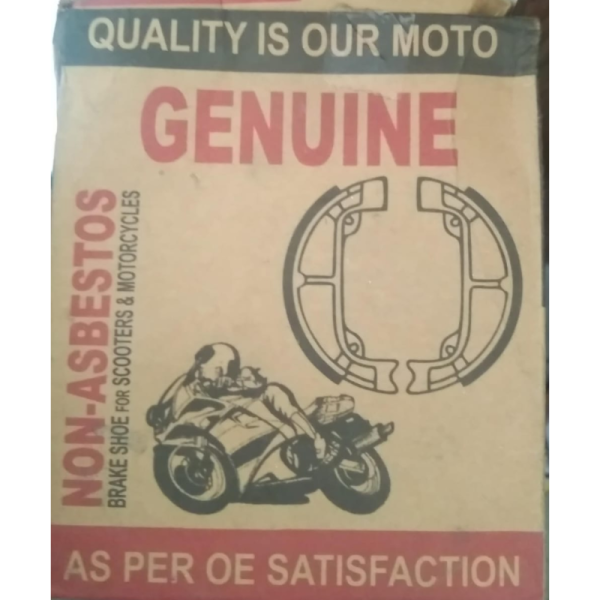 QUALITY IS OUR MOTO
GENUINE
NON-ASBESTOS
BRAKE SHOE FOR SCOOTERS & MOTORCYCLES
AS PER OE SATISFACTION